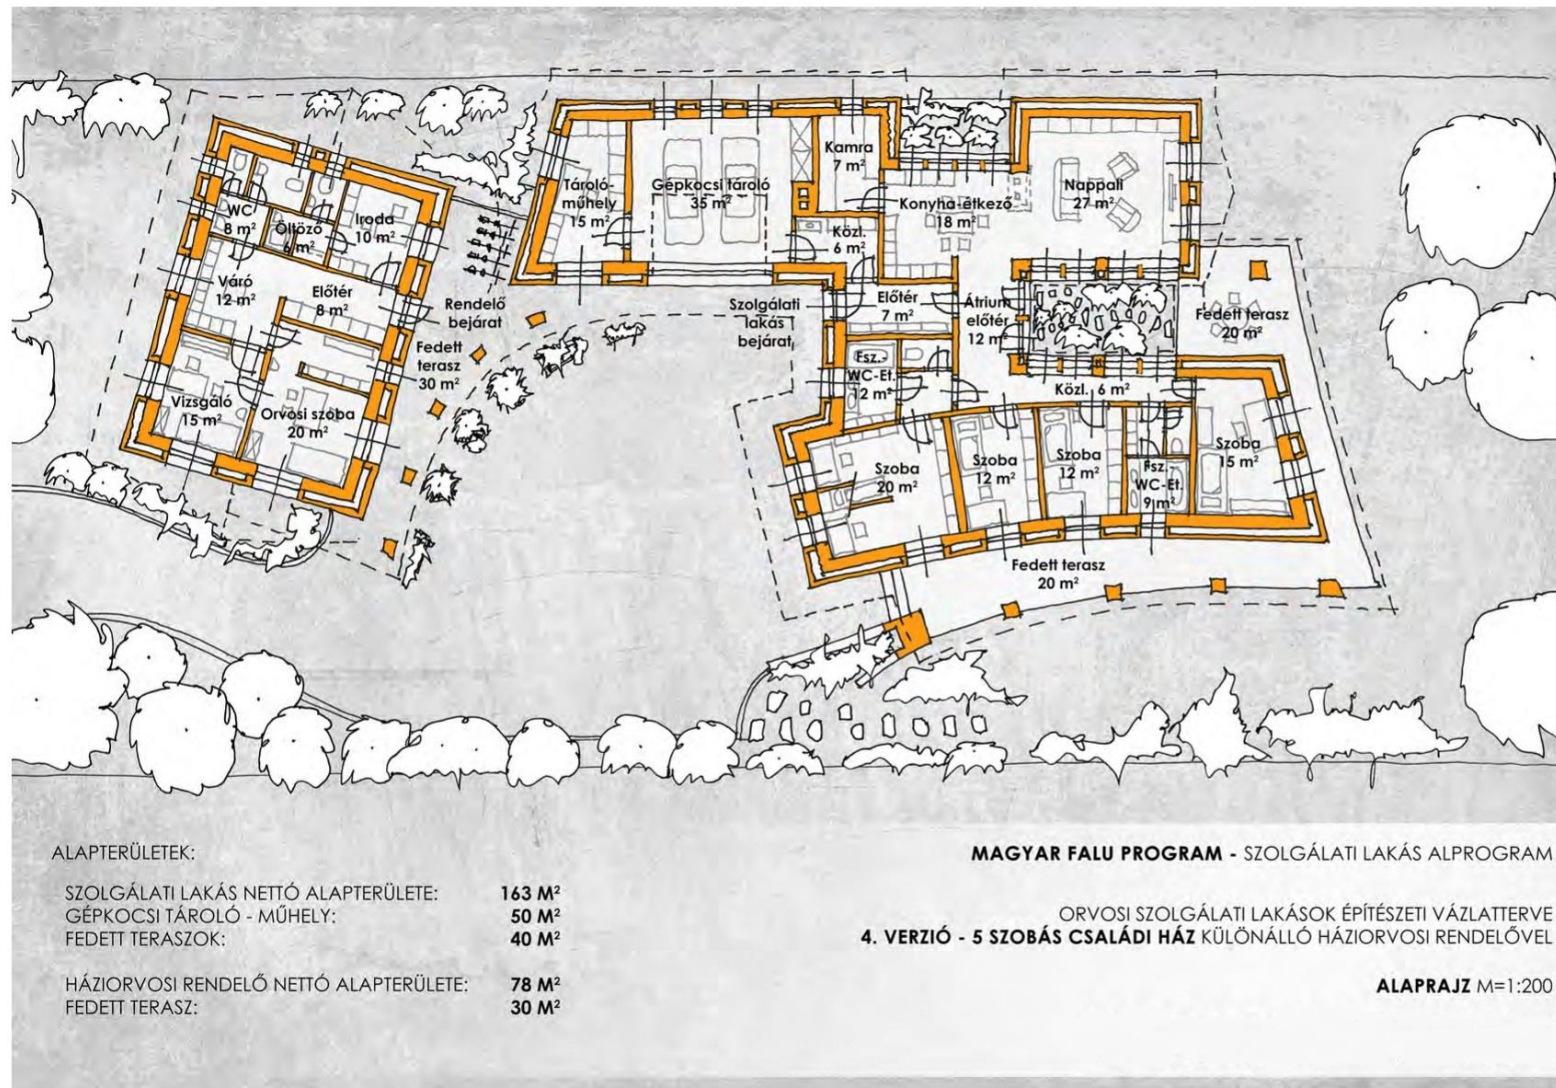 WC
8 m²
Öltöző
6 m²
Iroda
10 m²
Váró
12 m²
Előtér
8 m²
Vizsgáló
15 m²
Orvosi szoba
20 m²
Rendelő
bejárat
Fedett
terasz
30 m²
Tároló-
műhely
15 m²
Gépkocsi tároló
35 m²
Kamra
7 m²
Közl.
6 m²
Konyha-étkező
18 m²
Nappali
27 m²
Szolgálati
lakás
bejárat
Előtér
7 m²
Átrium
előtér
12 m²
Fedett terasz
20 m²
Fsz.-
WC-Et.
12 m²
Közl. 6 m²
Szoba
20 m²
Szoba
12 m²
Szoba
12 m²
Fsz.-
WC-Et.
9 m²
Szoba
15 m²
Fedett terasz
20 m²
ALAPTERÜLETEK:
SZOLGÁLATI LAKÁS NETTÓ ALAPTERÜLETE: 163 M²
GÉPKOCSI TÁROLÓ - MŰHELY: 50 M²
FEDETT TERASZOK: 40 M²
HÁZIORVOSI RENDELŐ NETTÓ ALAPTERÜLETE: 78 M²
FEDETT TERASZ: 30 M²
MAGYAR FALU PROGRAM - SZOLGÁLATI LAKÁS ALPROGRAM
ORVOSI SZOLGÁLATI LAKÁSOK ÉPÍTÉSZETI VÁZLATTERVE
4. VERZIÓ - 5 SZOBÁS CSALÁDI HÁZ KÜLÖNÁLLÓ HÁZIORVOSI RENDELŐVEL
ALAPRAJZ M=1:200